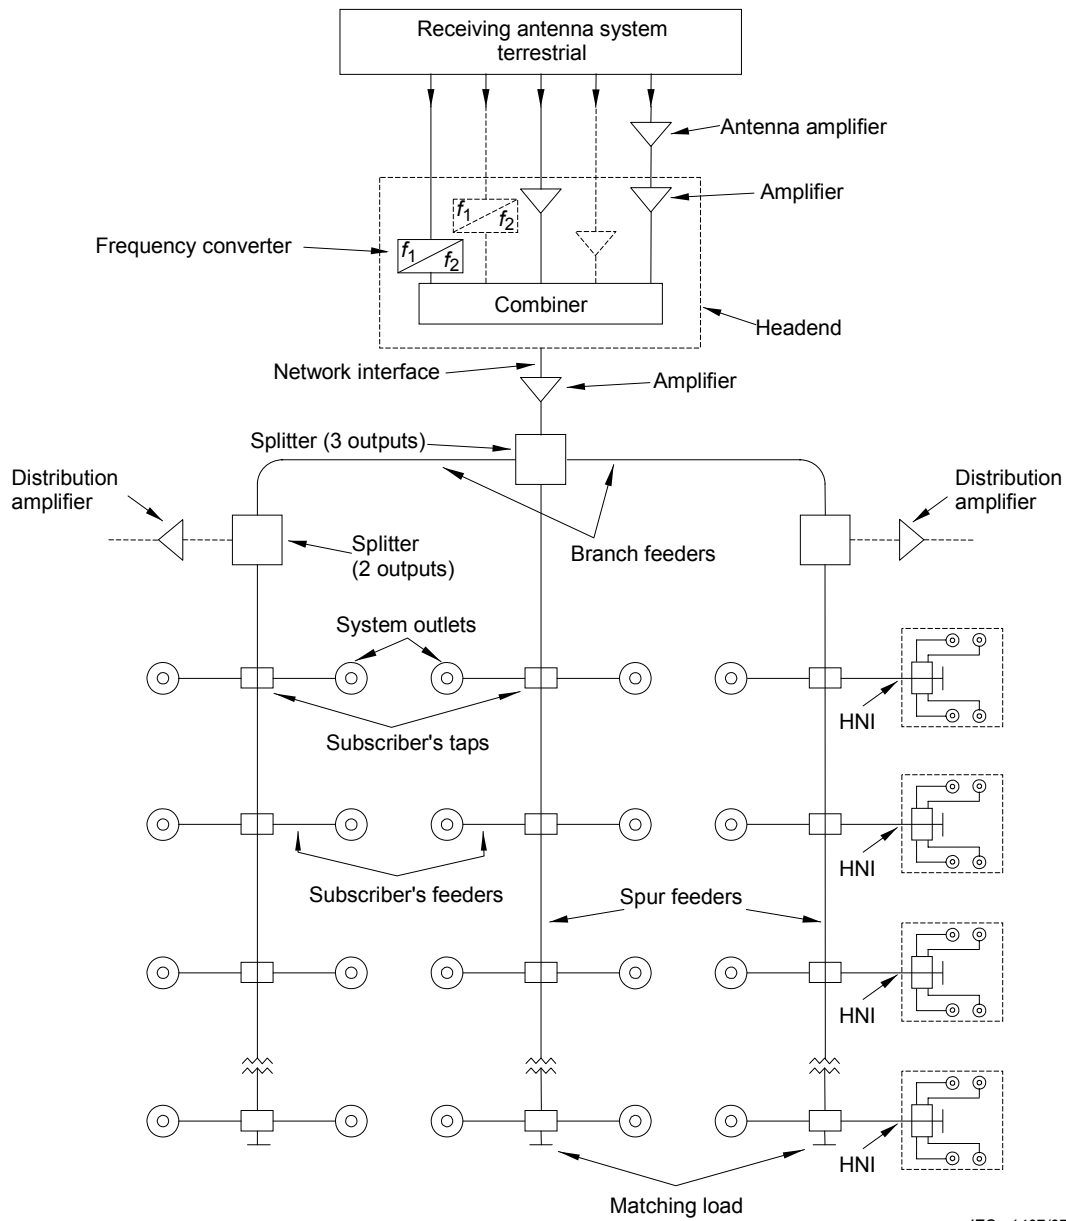 Receiving antenna system
terrestrial
Antenna amplifier
Amplifier
f1
f2
Frequency converter
f1
f2
Combiner
Headend
Network interface
Amplifier
Splitter (3 outputs)
Distribution
amplifier
Distribution
amplifier
Splitter
(2 outputs)
Branch feeders
System outlets
HNI
Subscriber's taps
HNI
Subscriber's feeders
Spur feeders
HNI
HNI
Matching load